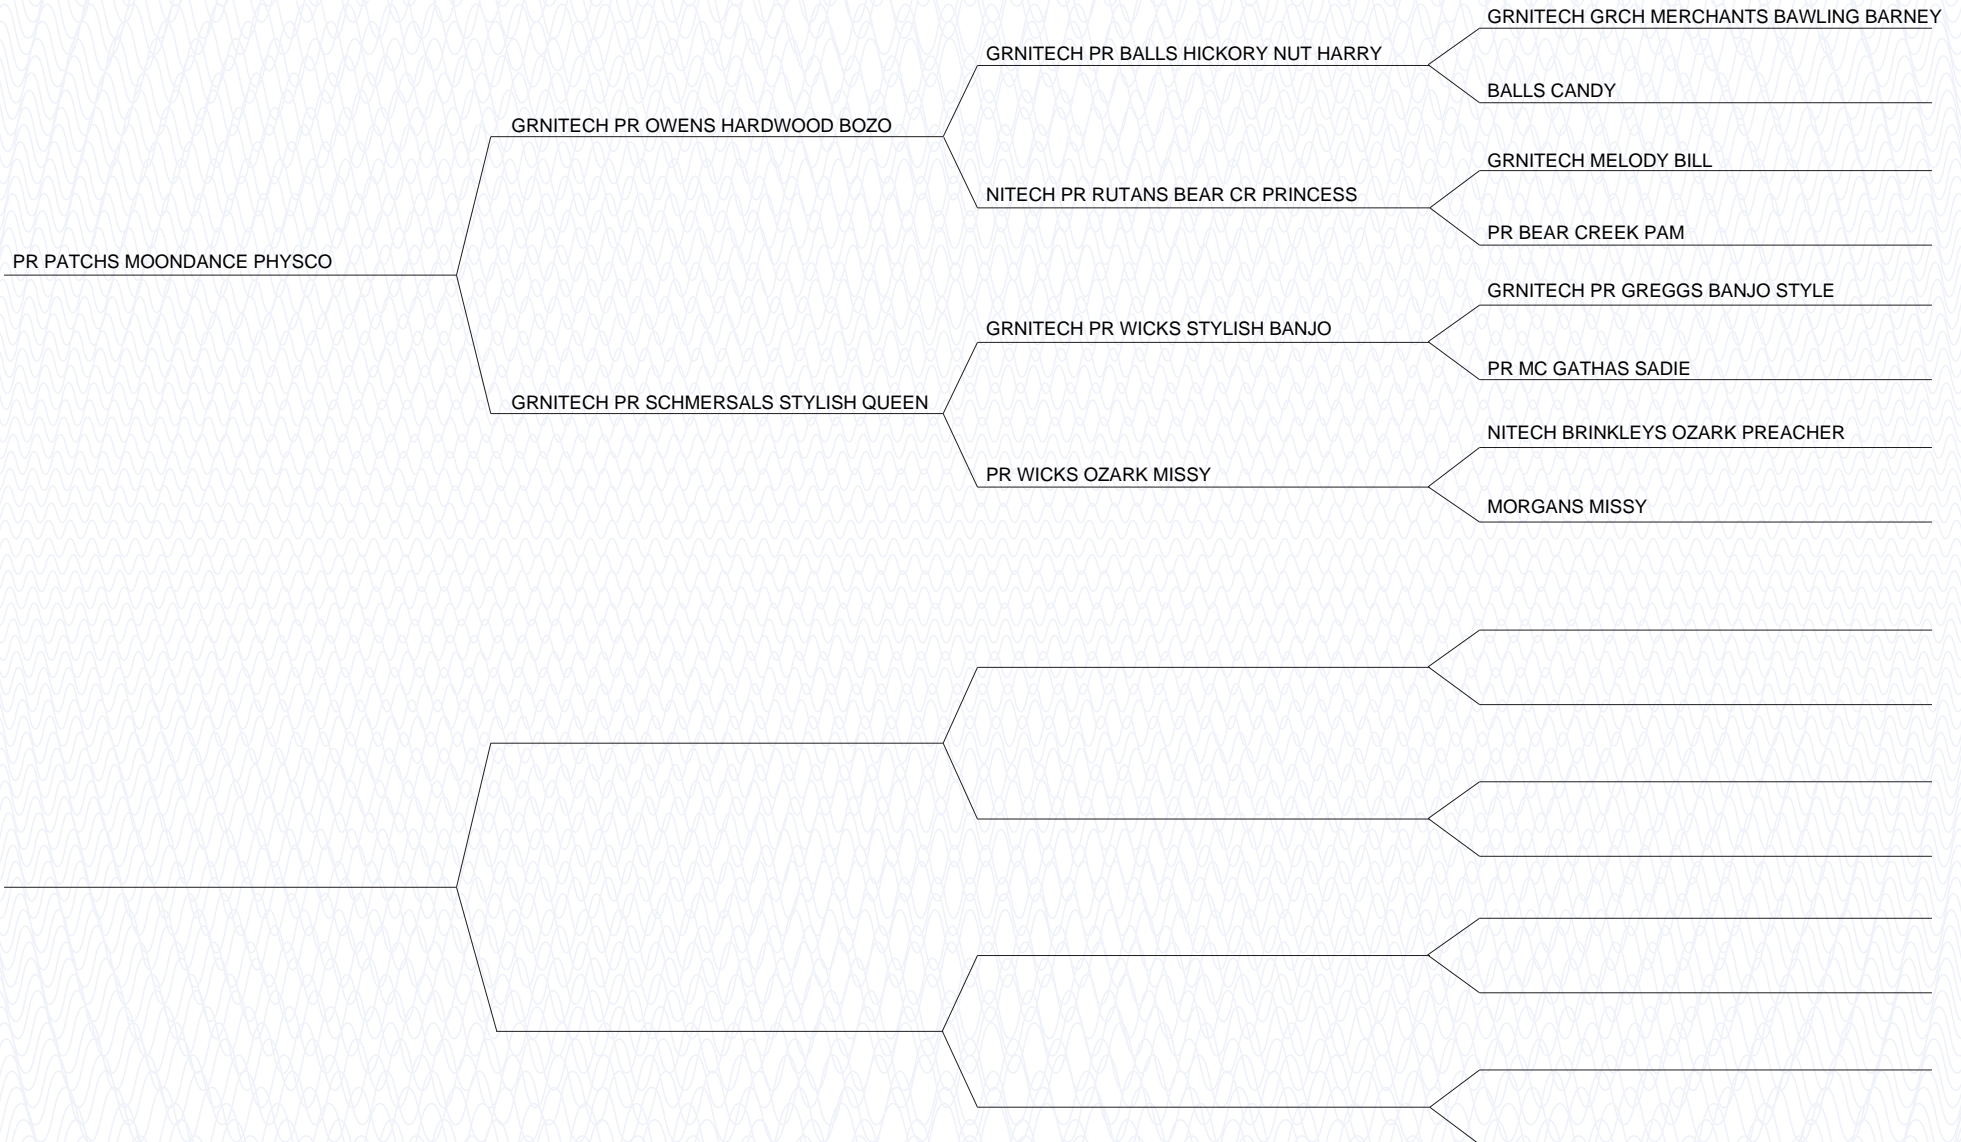 GRNITECH GRCH MERCHANTS BAWLING BARNEY
GRNITECH PR BALLS HICKORY NUT HARRY
BALLS CANDY
GRNITECH PR OWENS HARDWOOD BOZO
GRNITECH MELODY BILL
NITECH PR RUTANS BEAR CR PRINCESS
PR BEAR CREEK PAM
PR PATCHS MOONDANCE PHYSCO
GRNITECH PR GREGGS BANJO STYLE
GRNITECH PR WICKS STYLISH BANJO
PR MC GATHAS SADIE
GRNITECH PR SCHMERSALS STYLISH QUEEN
NITECH BRINKLEYS OZARK PREACHER
PR WICKS OZARK MISSY
MORGANS MISSY